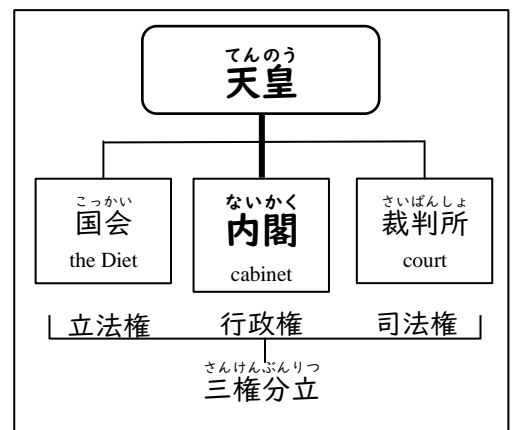 てんのう
天皇
こっかい
国会
the Diet
ないかく
内閣
cabinet
さいばんしょ
裁判所
court
立法権 行政権 司法権
さんけんぶんりつ
三権分立